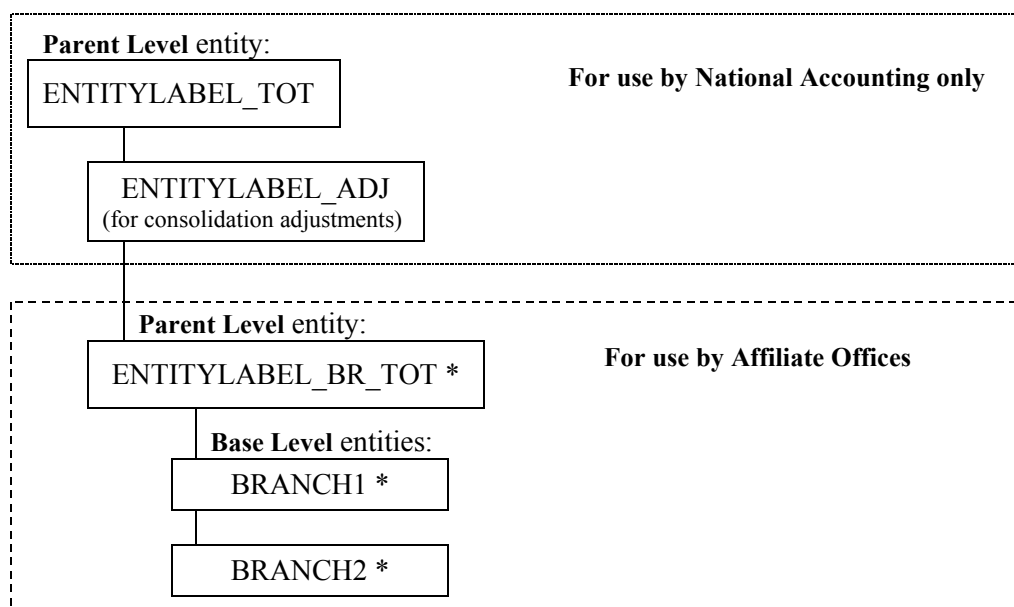 Parent Level entity:
For use by National Accounting only
ENTITYLABEL_TOT
ENTITYLABEL_ADJ
(for consolidation adjustments)
Parent Level entity:
For use by Affiliate Offices
ENTITYLABEL_BR_TOT *
Base Level entities:
BRANCH1 *
BRANCH2 *